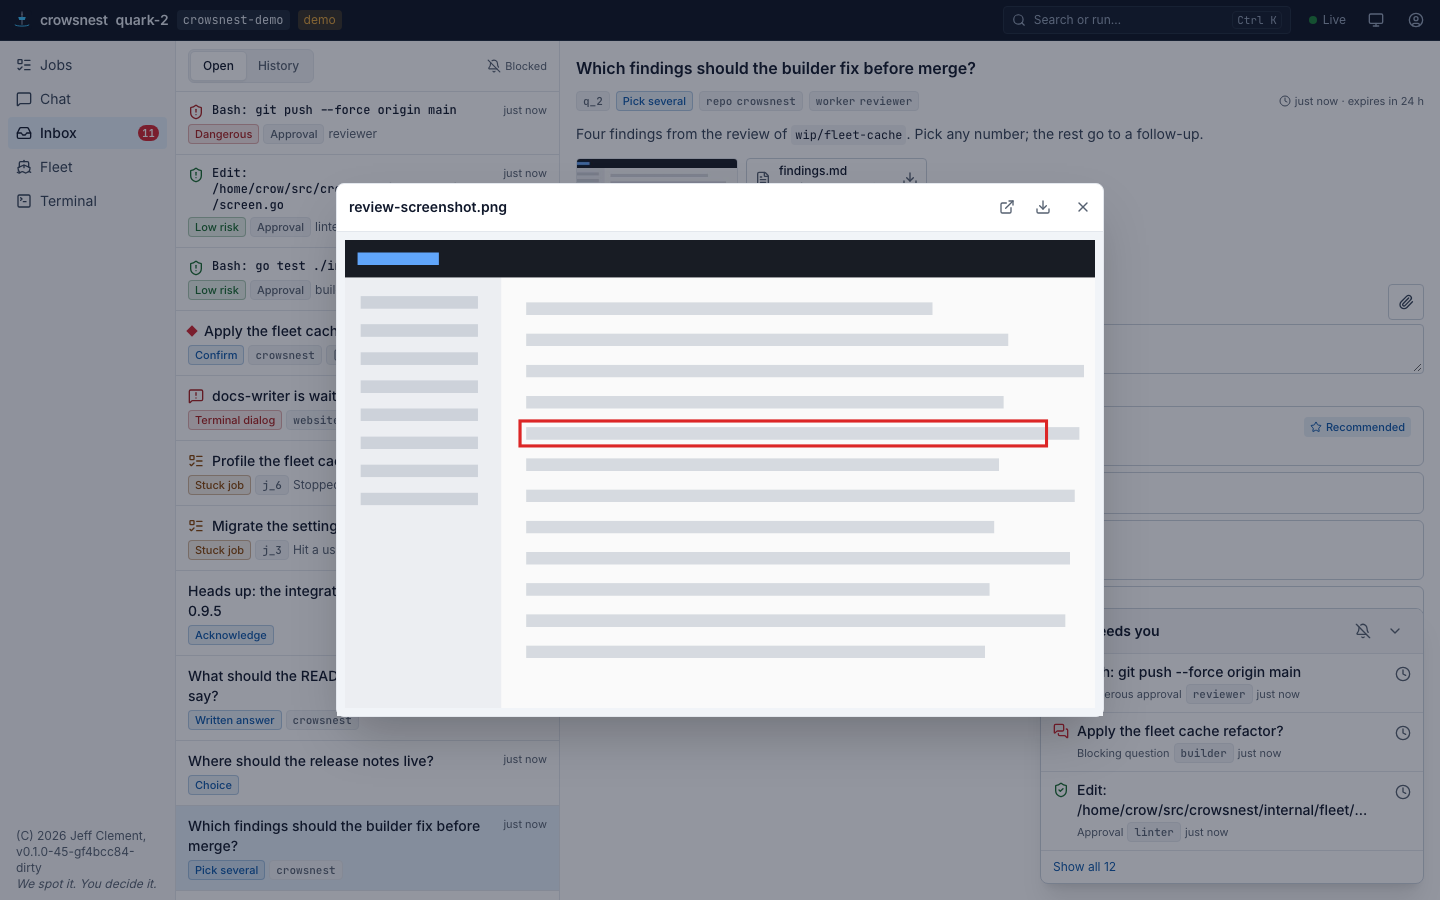 crowsnest quark-2 crowsnest-demo demo
Search or run... Ctrl K
Live
Jobs
Chat
Inbox 11
Fleet
Terminal
(C) 2026 Jeff Clement,
v0.1.0-45-gf4bcc84-
dirty
We spot it. You decide it.
Open History Blocked
Bash: git push --force origin main just now
Dangerous Approval reviewer
Edit: just now
/home/crow/src/cr
/screen.go
Low risk Approval
Bash: go test
Low risk Approval
Apply the fleet
Confirm crowsnest
docs-writer is
Terminal dialog
Profile the fleet
Stuck job j_6 Stopped
Migrate the setting
Stuck job j_3 Hit a
Heads up: the
0.9.5
Acknowledge
What should the
say?
Written answer crowsnest
Where should the release notes live? just now
Choice
Which findings should the builder fix before just now
merge?
Pick several crowsnest
Which findings should the builder fix before merge?
q_2 Pick several repo crowsnest worker reviewer just now · expires in 24 h
Four findings from the review of wip/fleet-cache. Pick any number; the rest go to a follow-up.
findings.md
review-screenshot.png
Recommended
eeds you
git push --force origin main
approval reviewer just now
Apply the fleet cache refactor?
Blocking question builder just now
Edit:
/home/crow/src/crowsnest/internal/fleet/...
Approval linter just now
Show all 12